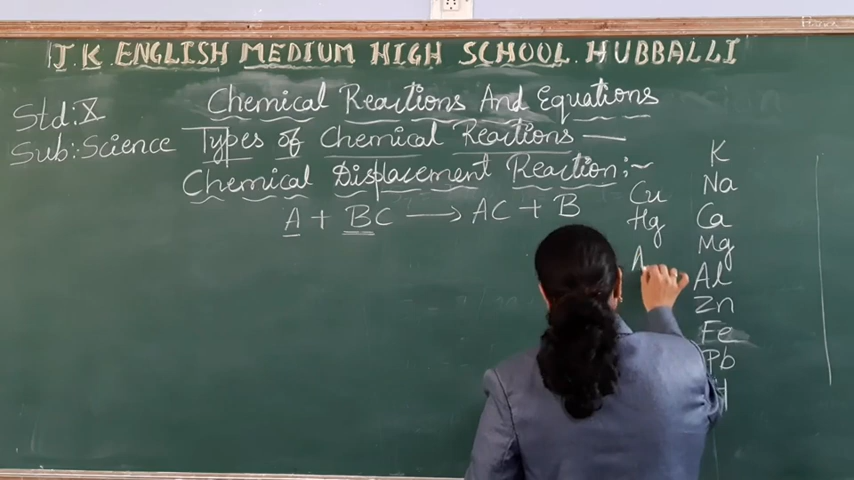 J K ENGLISH MEDIUM HIGH SCHOOL. HUBBALLI
Std: X
Sub: Science
Chemical Reactions And Equations
Types of Chemical Reactions —
Chemical Displacement Reaction:~
A + BC ⟶ AC + B
Cu
Hg
A
K
Na
Ca
Mg
Al
Zn
Fe
Pb
H